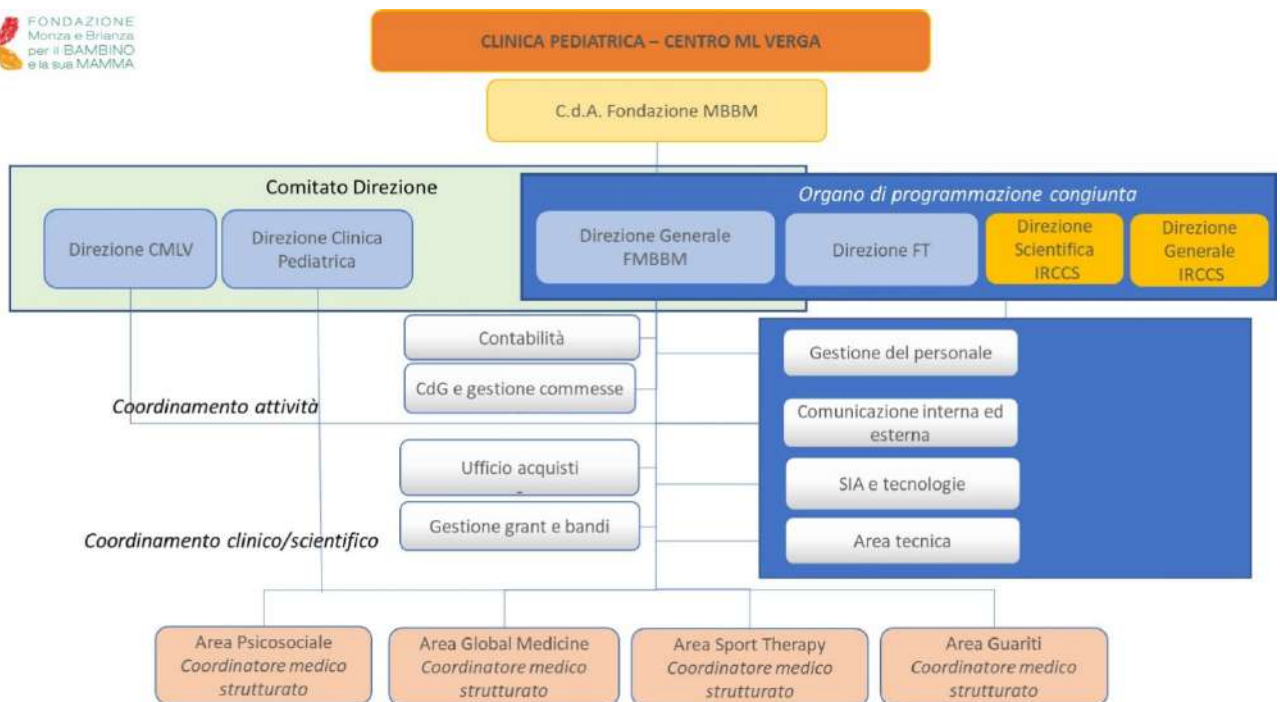 FONDAZIONE
Monza e Brianza
per il BAMBINO
e la sua MAMMA
CLINICA PEDIATRICA – CENTRO ML VERGA
C.d.A. Fondazione MBBM
Comitato Direzione
Organo di programmazione congiunta
Direzione CMLV
Direzione Clinica
Pediatrica
Direzione Generale
FMBBM
Direzione FT
Direzione
Scientifica
IRCCS
Direzione
Generale
IRCCS
Contabilità
Gestione del personale
CdG e gestione commesse
Coordinamento attività
Comunicazione interna ed
esterna
Ufficio acquisti
-
SIA e tecnologie
Gestione grant e bandi
Coordinamento clinico/scientifico
Area tecnica
Area Psicosociale
Coordinatore medico
strutturato
Area Global Medicine
Coordinatore medico
strutturato
Area Sport Therapy
Coordinatore medico
strutturato
Area Guariti
Coordinatore medico
strutturato